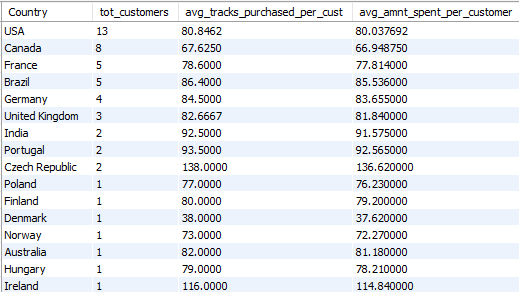 Country tot_customers avg_tracks_purchased_per_cust avg_amnt_spent_per_customer
USA 13 80.8462 80.037692
Canada 8 67.6250 66.948750
France 5 78.6000 77.814000
Brazil 5 86.4000 85.536000
Germany 4 84.5000 83.655000
United Kingdom 3 82.6667 81.840000
India 2 92.5000 91.575000
Portugal 2 93.5000 92.565000
Czech Republic 2 138.0000 136.620000
Poland 1 77.0000 76.230000
Finland 1 80.0000 79.200000
Denmark 1 38.0000 37.620000
Norway 1 73.0000 72.270000
Australia 1 82.0000 81.180000
Hungary 1 79.0000 78.210000
Ireland 1 116.0000 114.840000